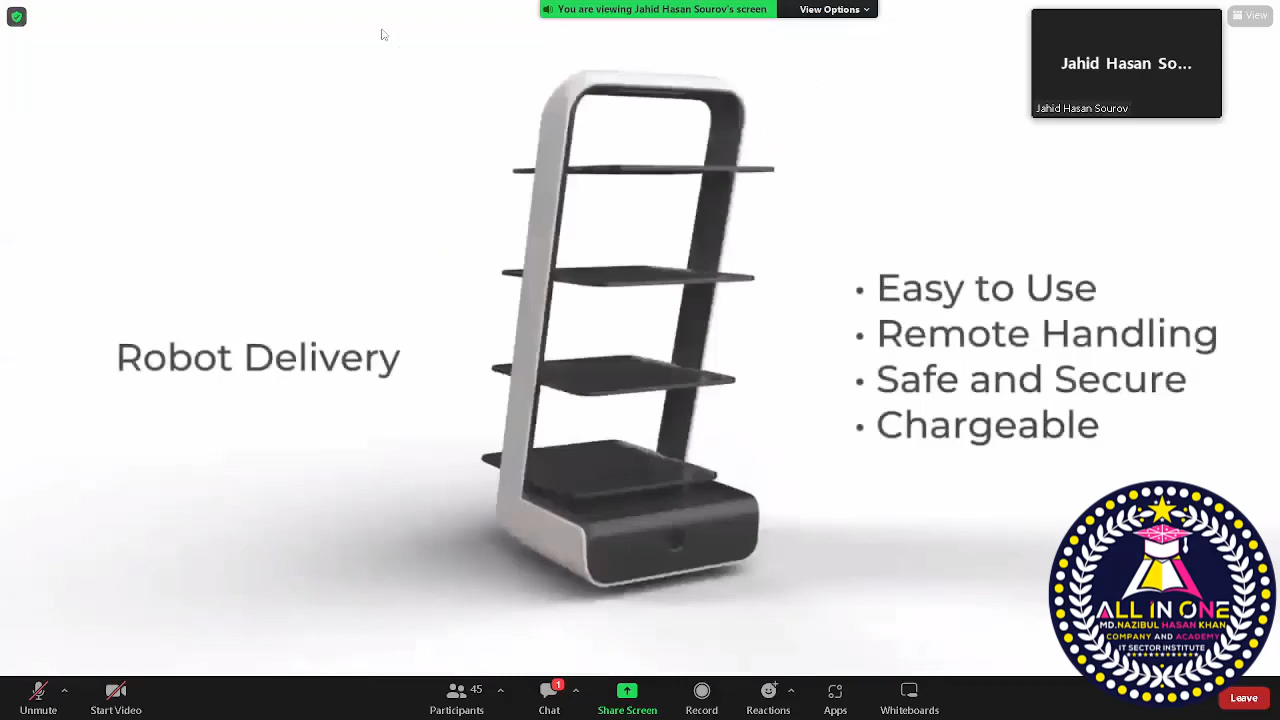 You are viewing Jahid Hasan Sourov's screen
View Options
View
Jahid Hasan So...
Jahid Hasan Sourov
Robot Delivery
• Easy to Use
• Remote Handling
• Safe and Secure
• Chargeable
ALL IN ONE
MD.NAZIBUL HASAN KHAN
COMPANY AND ACADEMY
IT SECTOR INSTITUTE
Unmute
Start Video
45
Participants
1
Chat
Share Screen
Record
Reactions
Apps
Whiteboards
Leave